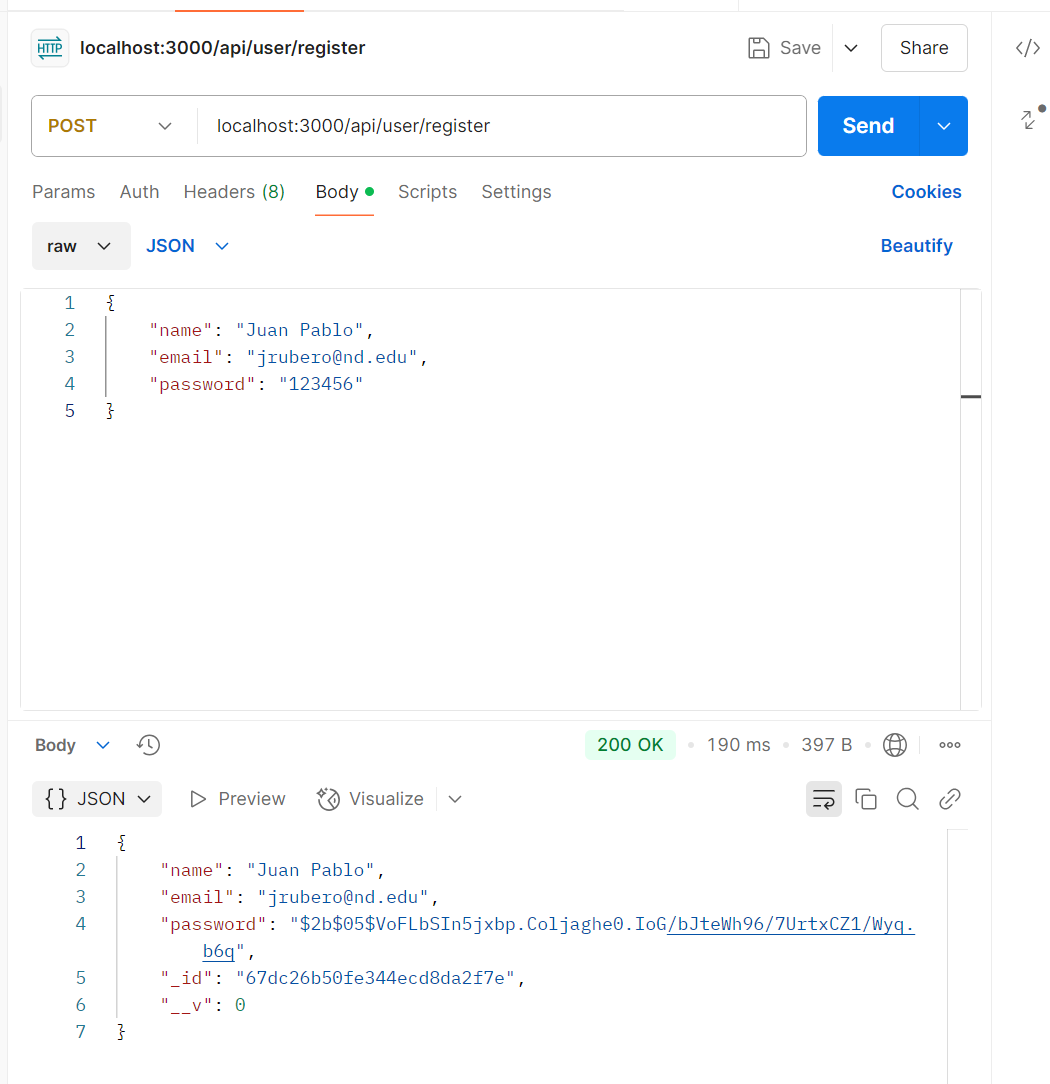 HTTP localhost:3000/api/user/register Save Share
POST localhost:3000/api/user/register Send
Params Auth Headers (8) Body Scripts Settings Cookies
raw JSON Beautify
1 {
2 "name": "Juan Pablo",
3 "email": "jrubero@nd.edu",
4 "password": "123456"
5 }
Body 200 OK • 190 ms • 397 B •
{} JSON Preview Visualize
1 {
2 "name": "Juan Pablo",
3 "email": "jrubero@nd.edu",
4 "password": "$2b$05$VoFLbSIn5jxbp.Coljaghe0.IoG/bJteWh96/7UrtxCZ1/Wyq.
b6q",
5 "_id": "67dc26b50fe344ecd8da2f7e",
6 "__v": 0
7 }